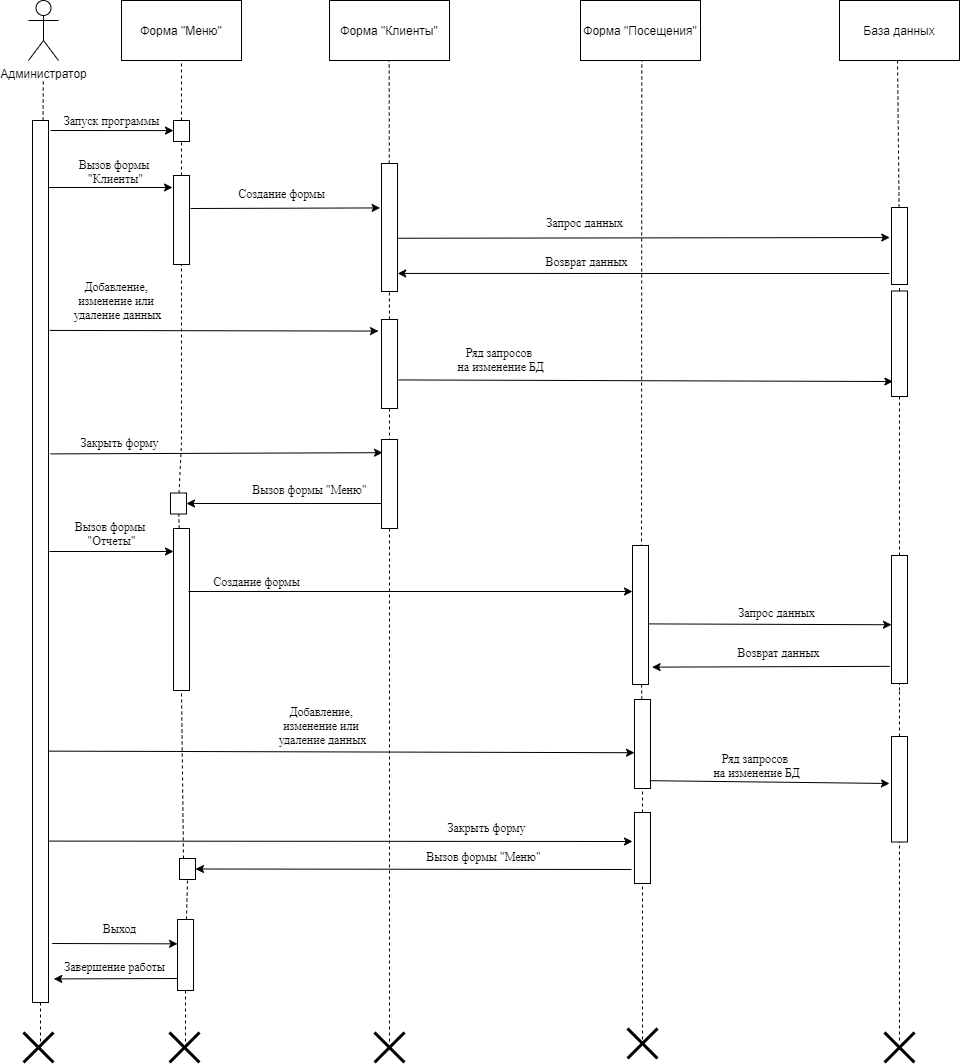 Форма "Меню"
Форма "Клиенты"
Форма "Посещения"
База данных
Администратор
Запуск программы
Вызов формы
"Клиенты"
Создание формы
Запрос данных
Возврат данных
Добавление,
изменение или
удаление данных
Ряд запросов
на изменение БД
Закрыть форму
Вызов формы "Меню"
Вызов формы
"Отчеты"
Создание формы
Запрос данных
Возврат данных
Добавление,
изменение или
удаление данных
Ряд запросов
на изменение БД
Закрыть форму
Вызов формы "Меню"
Выход
Завершение работы